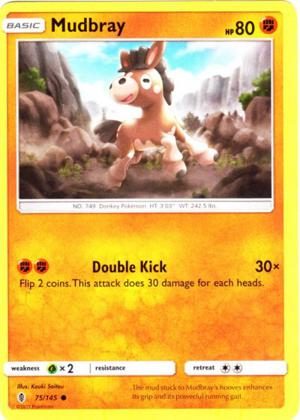 BASIC Mudbray HP 80
NO. 749 Donkey Pokémon HT: 3'03" WT: 242.5 lbs.
Double Kick 30×
Flip 2 coins. This attack does 30 damage for each heads.
Illus. Kouki Saitou
weakness × 2 resistance retreat
75/145
©2017 Pokémon
The mud stuck to Mudbray's hooves enhances
its grip and its powerful running gait.